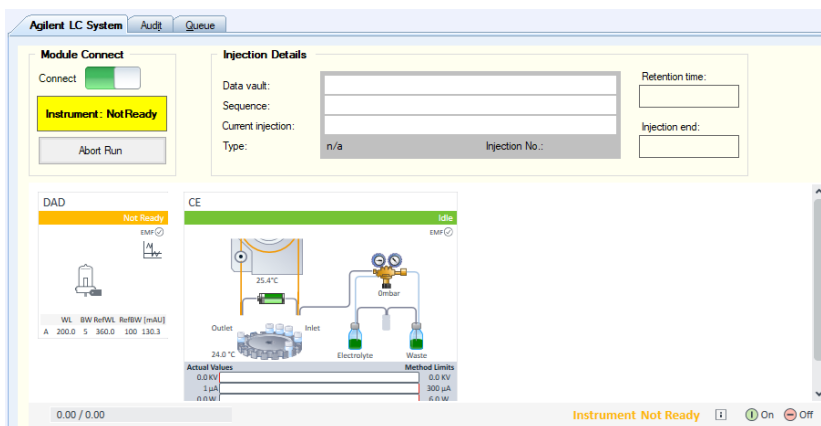 Agilent LC System Audit Queue
Module Connect
Connect
Instrument: Not Ready
Abort Run
Injection Details
Data vault:
Sequence:
Current injection:
Type: n/a Injection No.:
Retention time:
Injection end:
DAD
Not Ready
EMF
WL BW RefWL RefBW [mAU]
A 200.0 5 360.0 100 130.3
CE
Idle
EMF
25.4°C
0mbar
Outlet Inlet
24.0 °C
Electrolyte Waste
Actual Values Method Limits
0.0 KV 0.0 KV
1 µA 300 µA
0.0 W 6.0 W
0.00 / 0.00 Instrument Not Ready i On Off